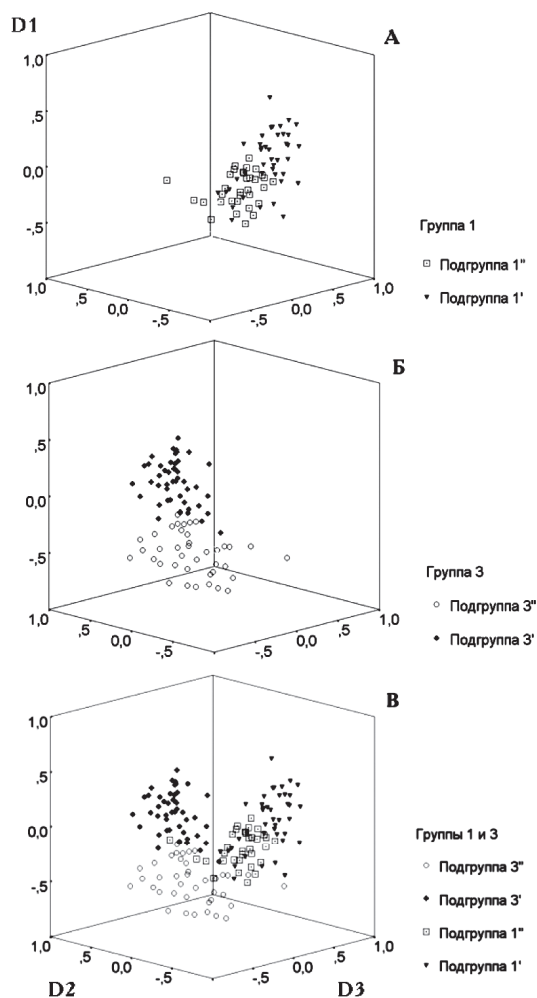 D1
А
1,0
,5
0,0
-,5
1,0
,5
0,0
-,5
-,5
0,0
,5
1,0
Группа 1
Подгруппа 1"
Подгруппа 1'
Б
1,0
,5
0,0
-,5
1,0
,5
0,0
-,5
-,5
0,0
,5
1,0
Группа 3
Подгруппа 3"
Подгруппа 3'
В
1,0
,5
0,0
-,5
1,0
,5
0,0
-,5
-,5
0,0
,5
1,0
D2
D3
Группы 1 и 3
Подгруппа 3"
Подгруппа 3'
Подгруппа 1"
Подгруппа 1'